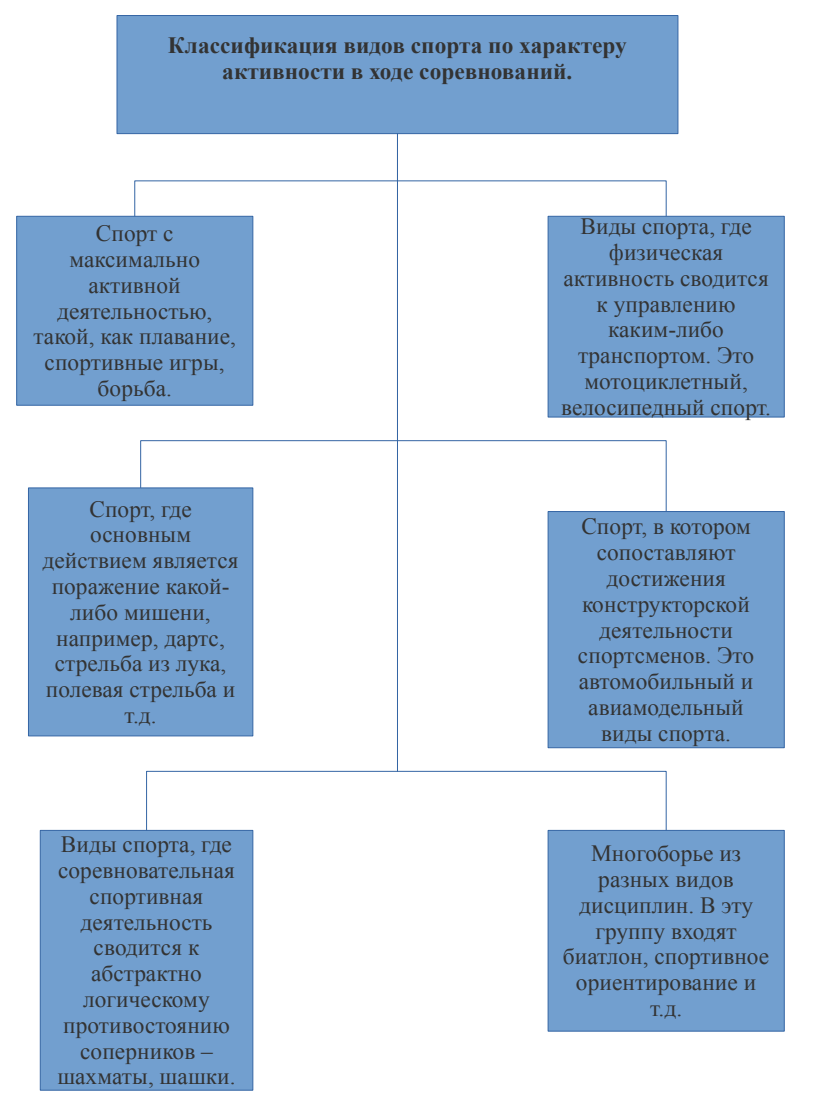 Классификация видов спорта по характеру
активности в ходе соревнований.
Спорт с
максимально
активной
деятельностью,
такой, как плавание,
спортивные игры,
борьба.
Виды спорта, где
физическая
активность сводится
к управлению
каким-либо
транспортом. Это
мотоциклетный,
велосипедный спорт.
Спорт, где
основным
действием является
поражение какой-
либо мишени,
например, дартс,
стрельба из лука,
полевая стрельба и
т.д.
Спорт, в котором
сопоставляют
достижения
конструкторской
деятельности
спортсменов. Это
автомобильный и
авиамодельный
виды спорта.
Виды спорта, где
соревновательная
спортивная
деятельность
сводится к
абстрактно
логическому
противостоянию
соперников –
шахматы, шашки.
Многоборье из
разных видов
дисциплин. В эту
группу входят
биатлон, спортивное
ориентирование и
т.д.